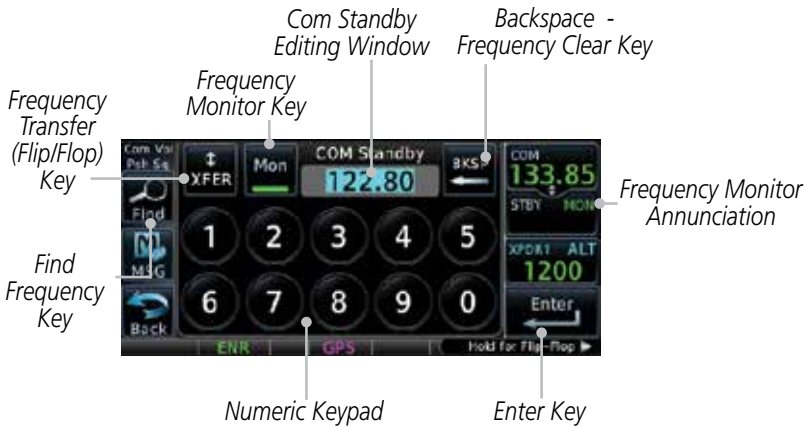 Com Standby
Editing Window
Backspace -
Frequency Clear Key
Frequency
Monitor Key
Frequency
Transfer
(Flip/Flop)
Key
Frequency Monitor
Annunciation
Find
Frequency
Key
Numeric Keypad
Enter Key
Com Vol
Psh Sq
XFER
Mon
COM Standby
122.80
BKSP
COM
133.85
STBY MON
Find
1 2 3 4 5
MSG
XPDR1 ALT
1200
6 7 8 9 0
Back
Enter
ENR GPS Hold for Flip-Flop